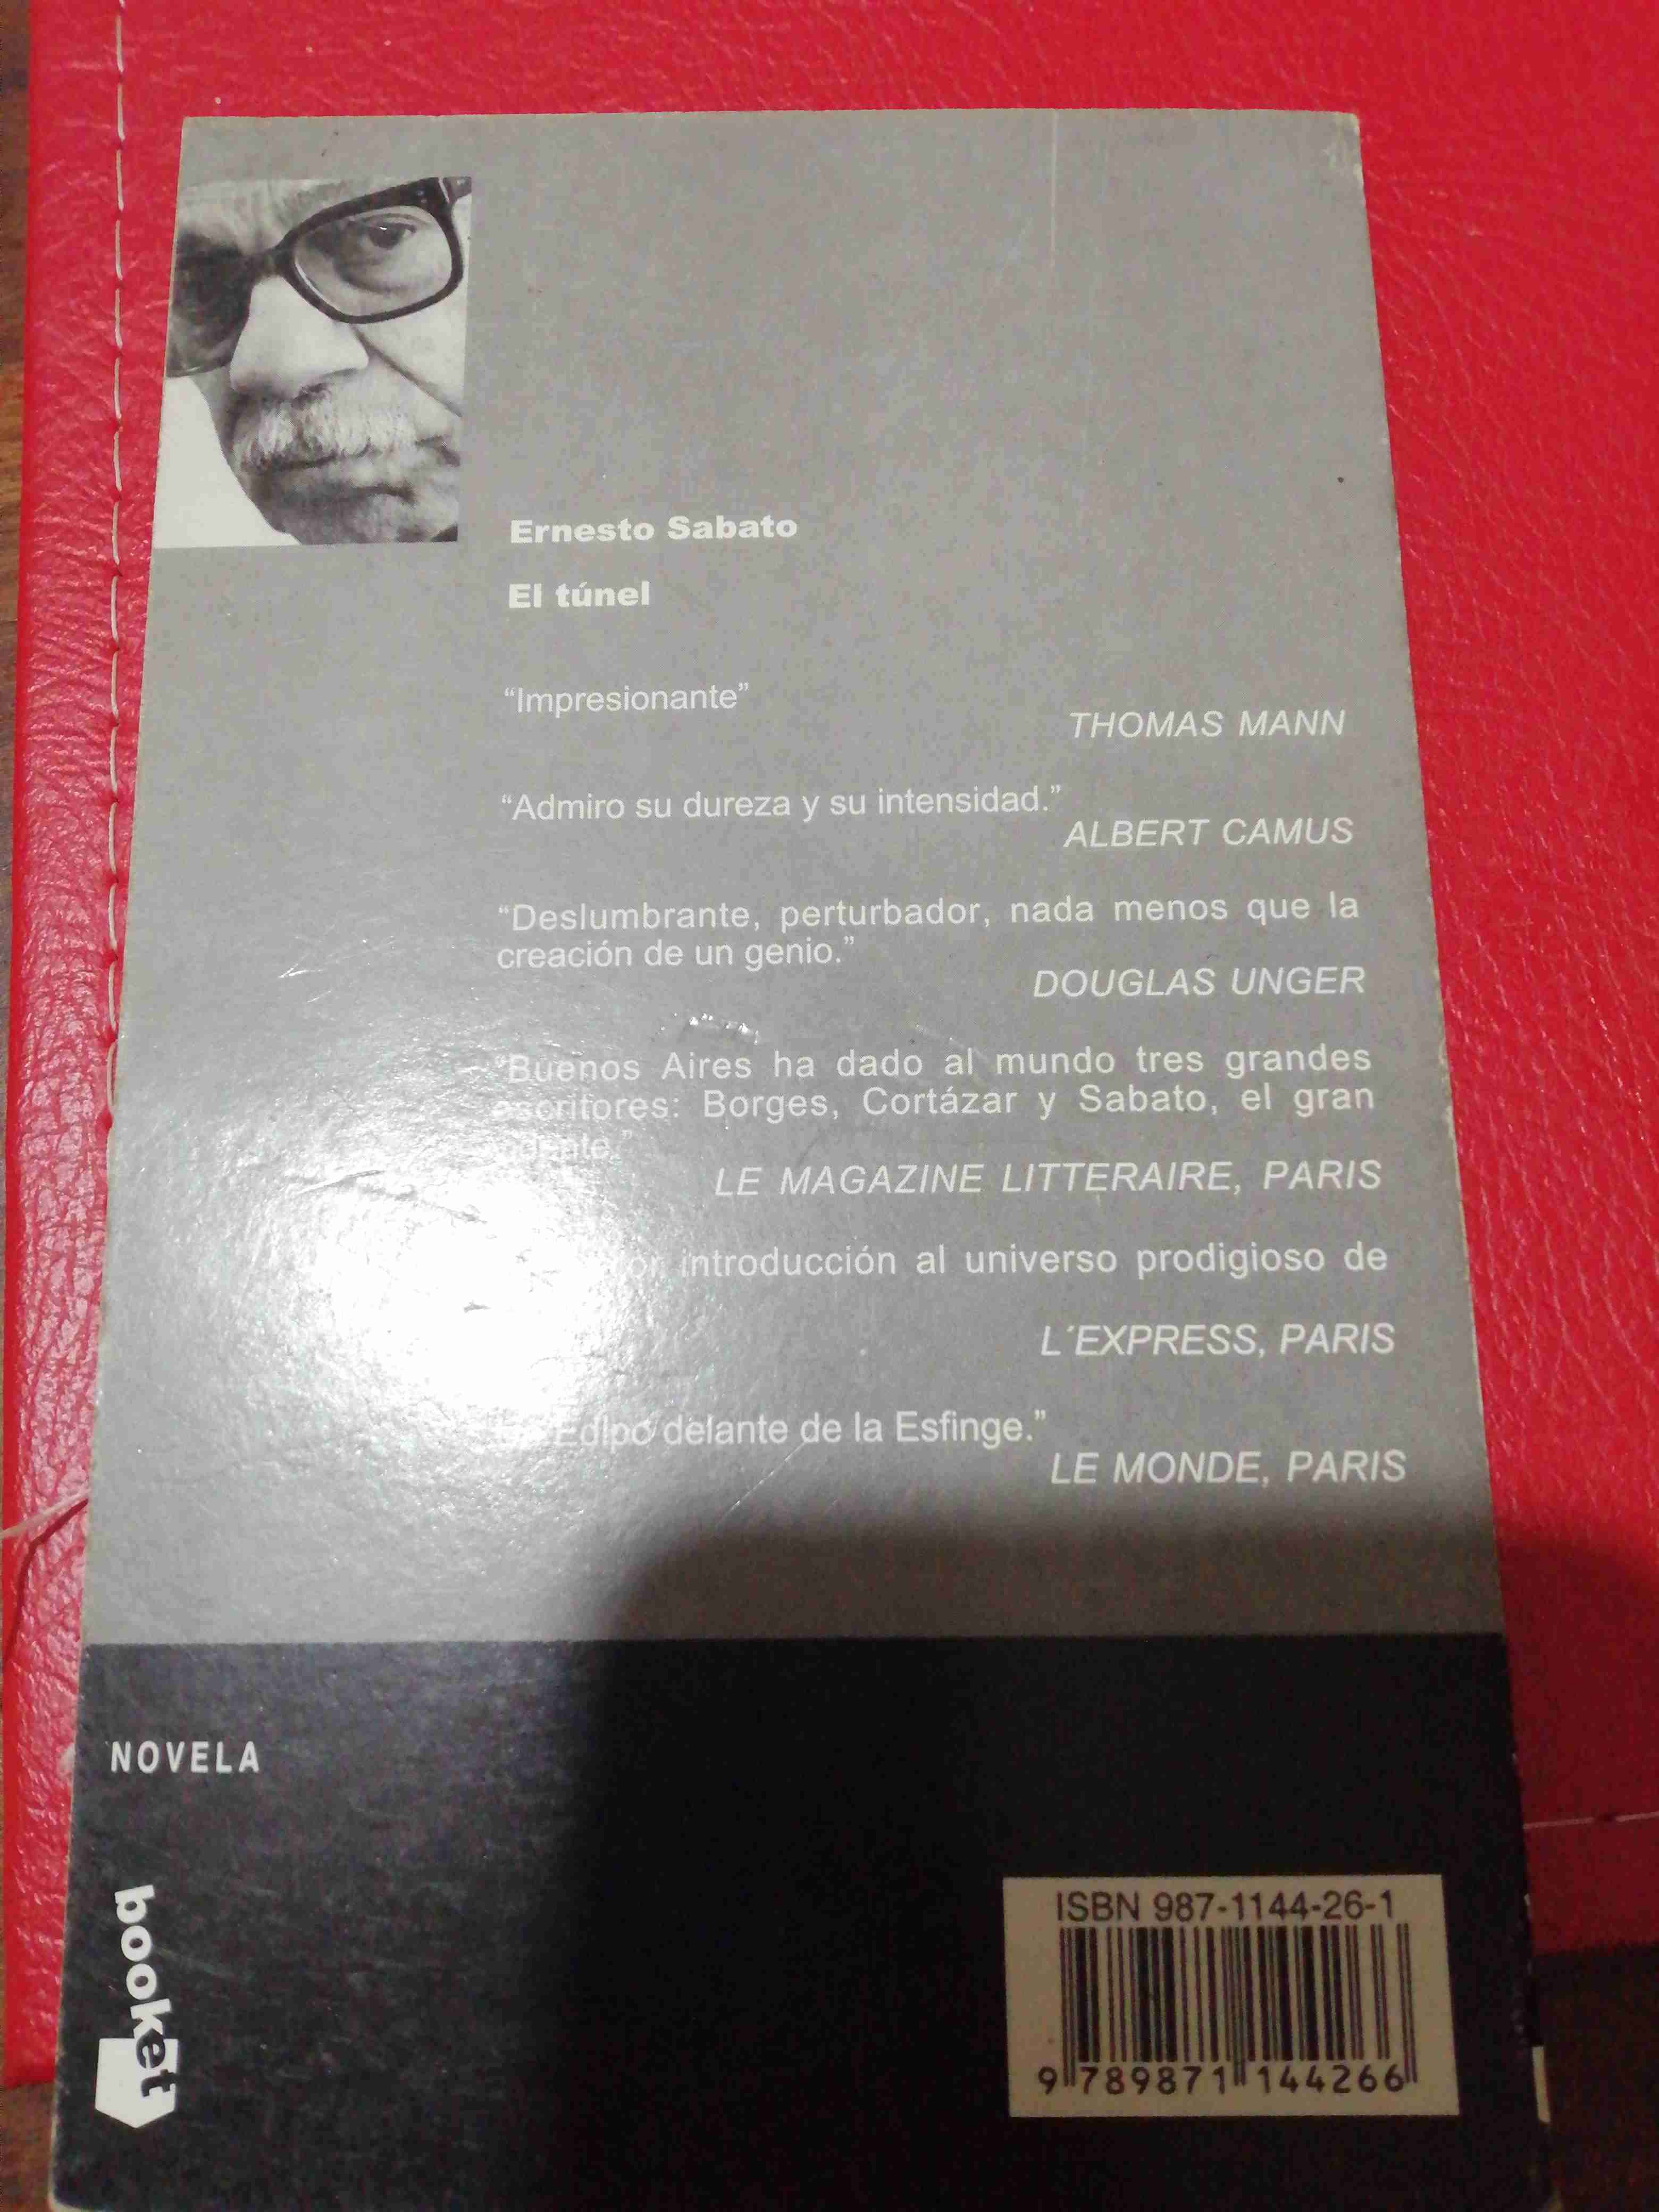 Ernesto Sabato
El túnel
“Impresionante”
THOMAS MANN
“Admiro su dureza y su intensidad.”
ALBERT CAMUS
“Deslumbrante, perturbador, nada menos que la
creación de un genio.”
DOUGLAS UNGER
“Buenos Aires ha dado al mundo tres grandes
escritores: Borges, Cortázar y Sabato, el gran
LE MAGAZINE LITTERAIRE, PARIS
introducción al universo prodigioso de
L´EXPRESS, PARIS
Edipo delante de la Esfinge.”
LE MONDE, PARIS
NOVELA
booket
ISBN 987-1144-26-1
9 789871 144266